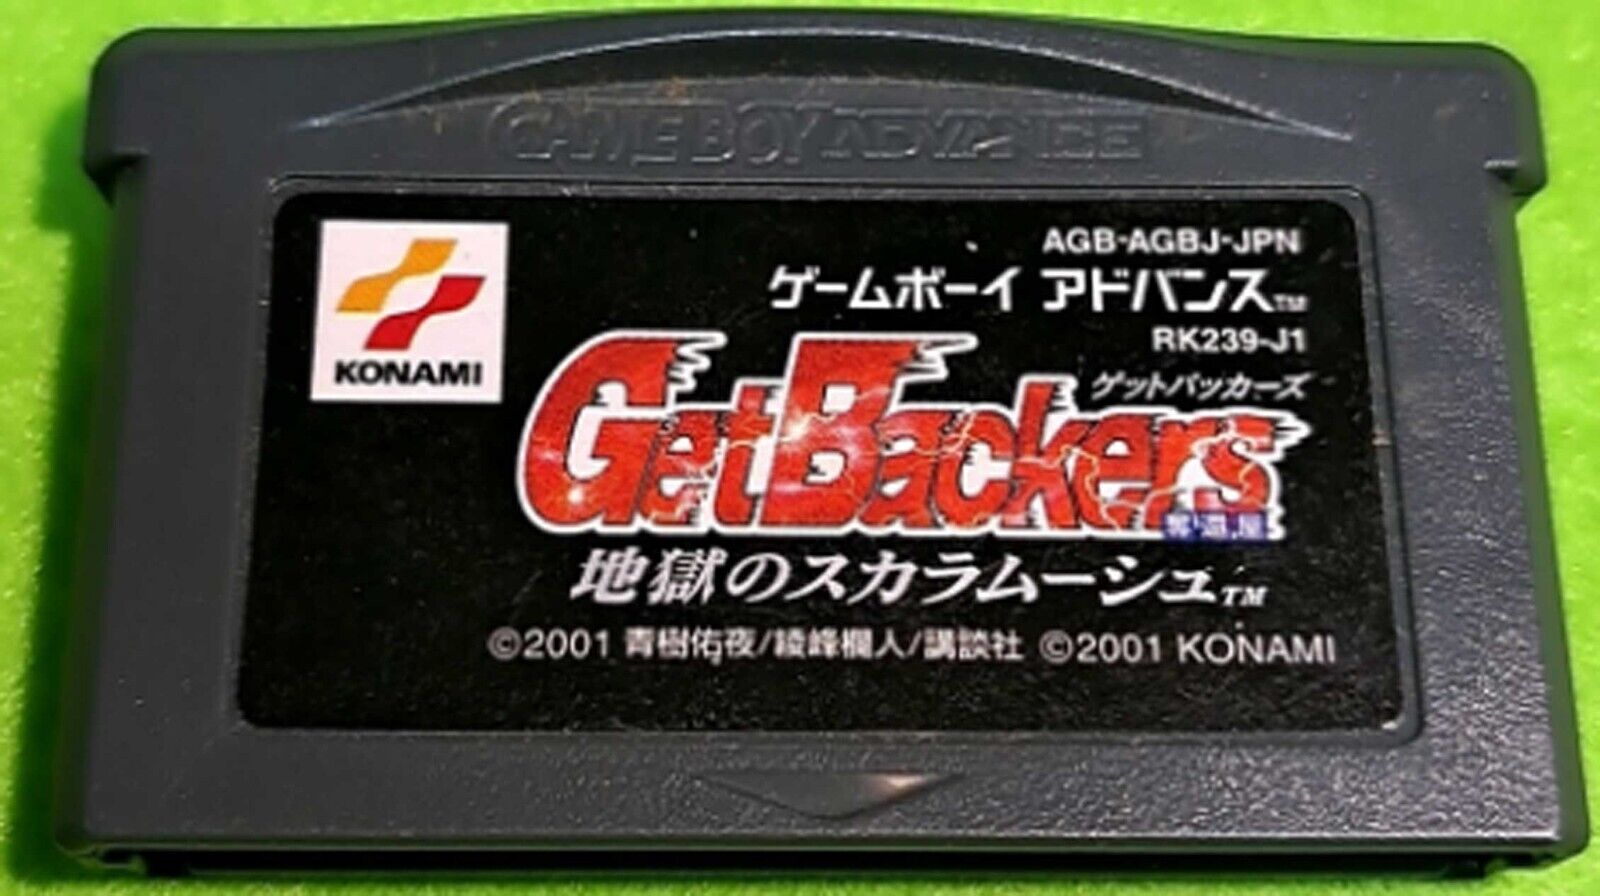 GAME BOY ADVANCE
KONAMI
AGB-AGBJ-JPN
ゲームボーイ アドバンス™
RK239-J1
ゲットバッカーズ
GetBackers
奪還屋
地獄のスカラムーシュ™
©2001 青樹佑夜/綾峰欄人/講談社 ©2001 KONAMI